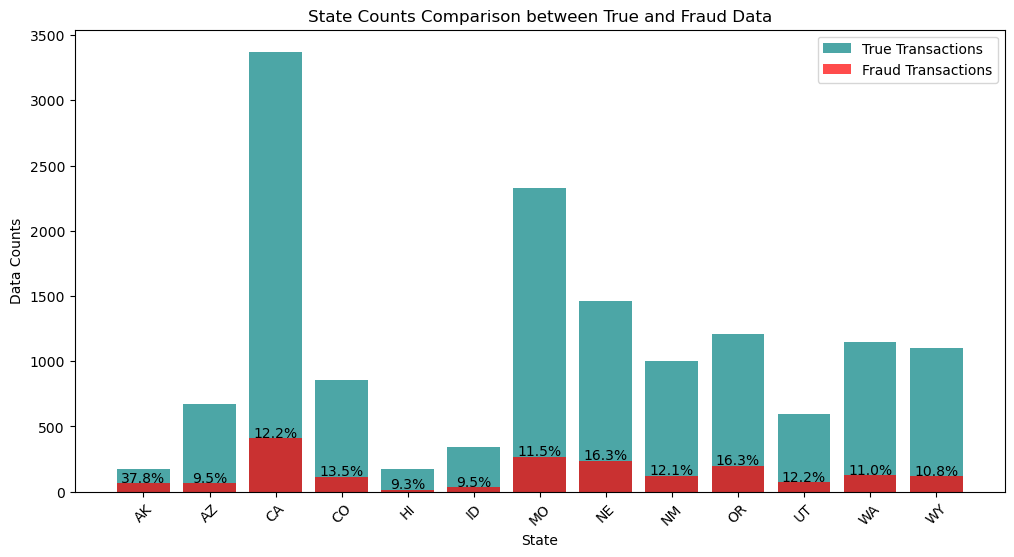 State Counts Comparison between True and Fraud Data
True Transactions
Fraud Transactions
Data Counts
3500
3000
2500
2000
1500
1000
500
0
37.8%
9.5%
12.2%
13.5%
9.3%
9.5%
11.5%
16.3%
12.1%
16.3%
12.2%
11.0%
10.8%
AK
AZ
CA
CO
HI
ID
MO
NE
NM
OR
UT
WA
WY
State